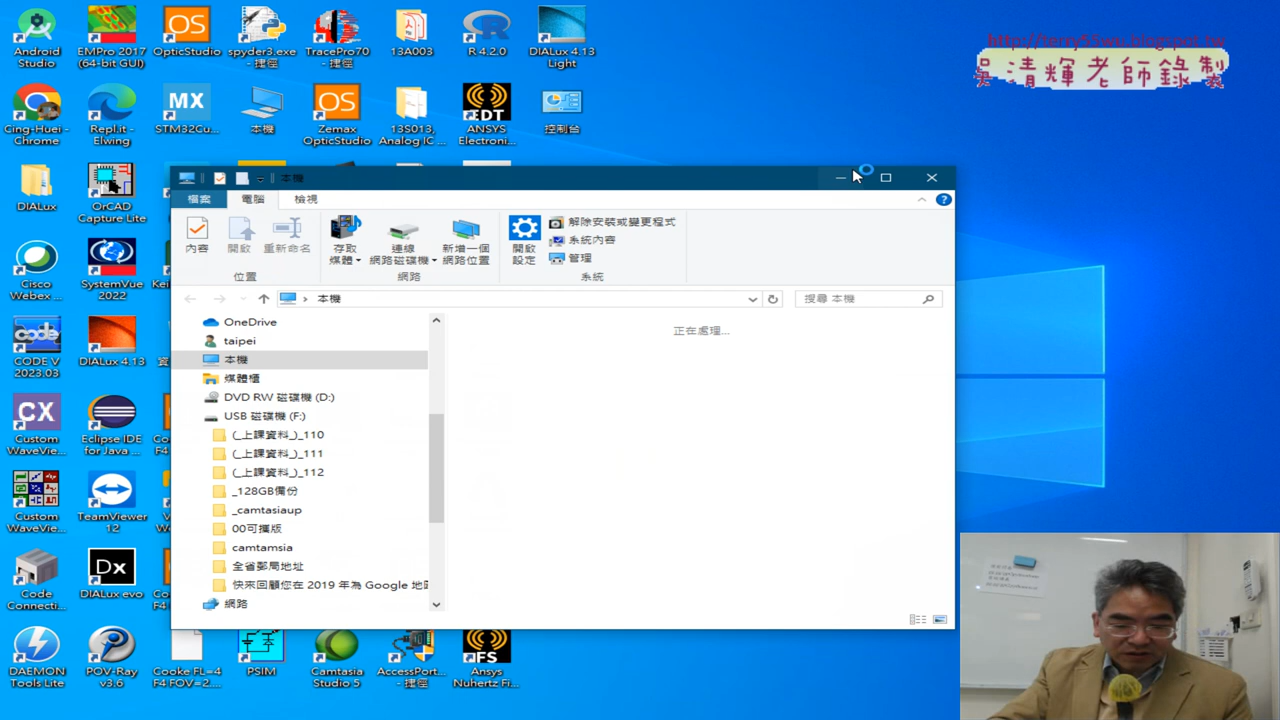 http://terry55wu.blogspot.tw
吳清輝老師錄製
Android
Studio
EMPro 2017
(64-bit GUI)
OS
OpticStudio
spyder3.exe
- 捷徑
TracePro70
- 捷徑
13A003
R 4.2.0
DIALux 4.13
Light
Cing-Huei -
Chrome
Repl.it -
Elwing
MX
STM32Cu...
本機
OS
Zemax
OpticStudio
13S013,
Analog IC ...
EDT
ANSYS
Electroni...
控制台
DIALux
OrCAD
Capture Lite
Cisco
Webex ...
SystemVue
2022
code
CODE V
2023.03
DIALux 4.13
CX
Custom
WaveVie...
Eclipse IDE
for Java ...
Custom
WaveVie...
TeamViewer
12
Code
Connecti...
Dx
DIALux evo
DAEMON
Tools Lite
POV-Ray
v3.6
Cooke FL=4
F4 FOV=2....
PSIM
Camtasia
Studio 5
AccessPort...
- 捷徑
FS
Ansys
Nuhertz Fi...
本機
檔案
電腦
檢視
內容
開啟
重新命名
存取
媒體
連線
網路磁碟機
新增一個
網路位置
開啟
設定
解除安裝或變更程式
系統內容
管理
位置
網路
系統
本機
搜尋 本機
OneDrive
taipei
本機
媒體櫃
DVD RW 磁碟機 (D:)
USB 磁碟機 (F:)
(_上課資料_)_110
(_上課資料_)_111
(_上課資料_)_112
_128GB備份
_camtasiaup
00可攜版
camtamsia
全省郵局地址
快來回顧您在 2019 年為 Google 地圖
網路
正在處理...